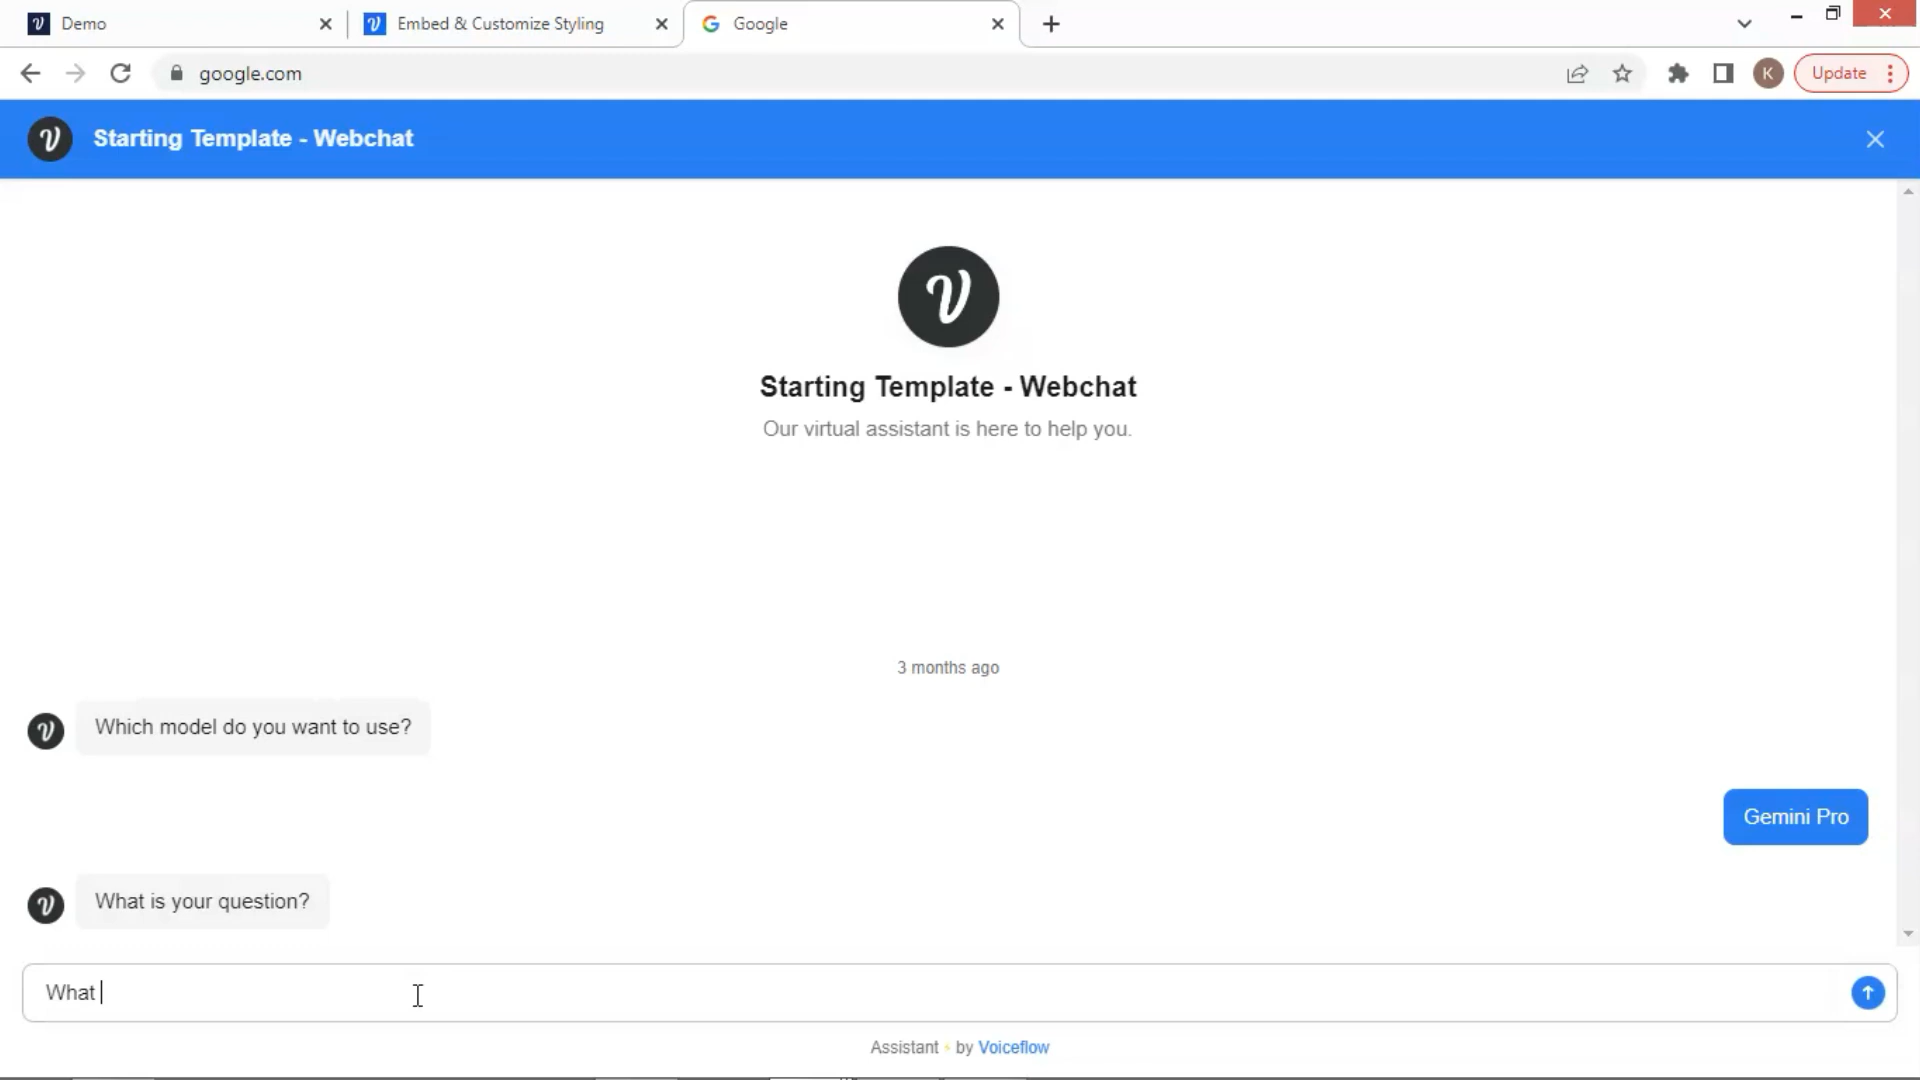 Demo
Embed & Customize Styling
Google
google.com
K
Update
Starting Template - Webchat
Starting Template - Webchat
Our virtual assistant is here to help you.
3 months ago
Which model do you want to use?
Gemini Pro
What is your question?
What
Assistant by Voiceflow